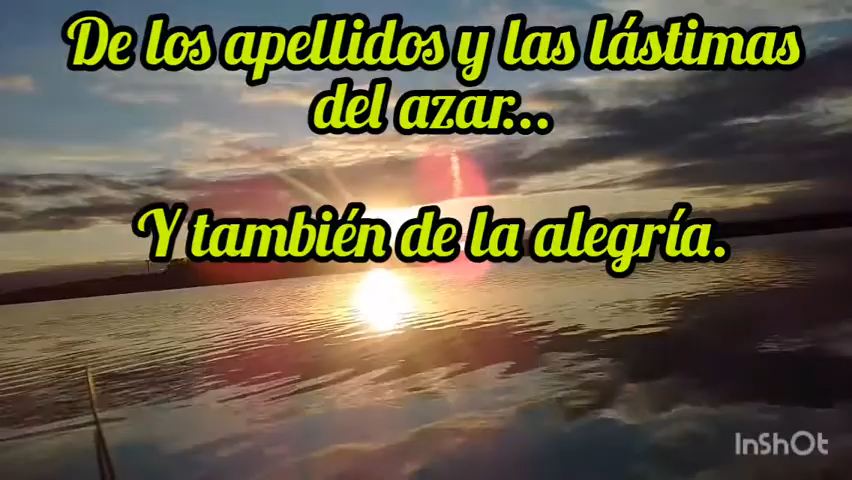 De los apellidos y las lástimas
del azar...
Y también de la alegría.
InShOt